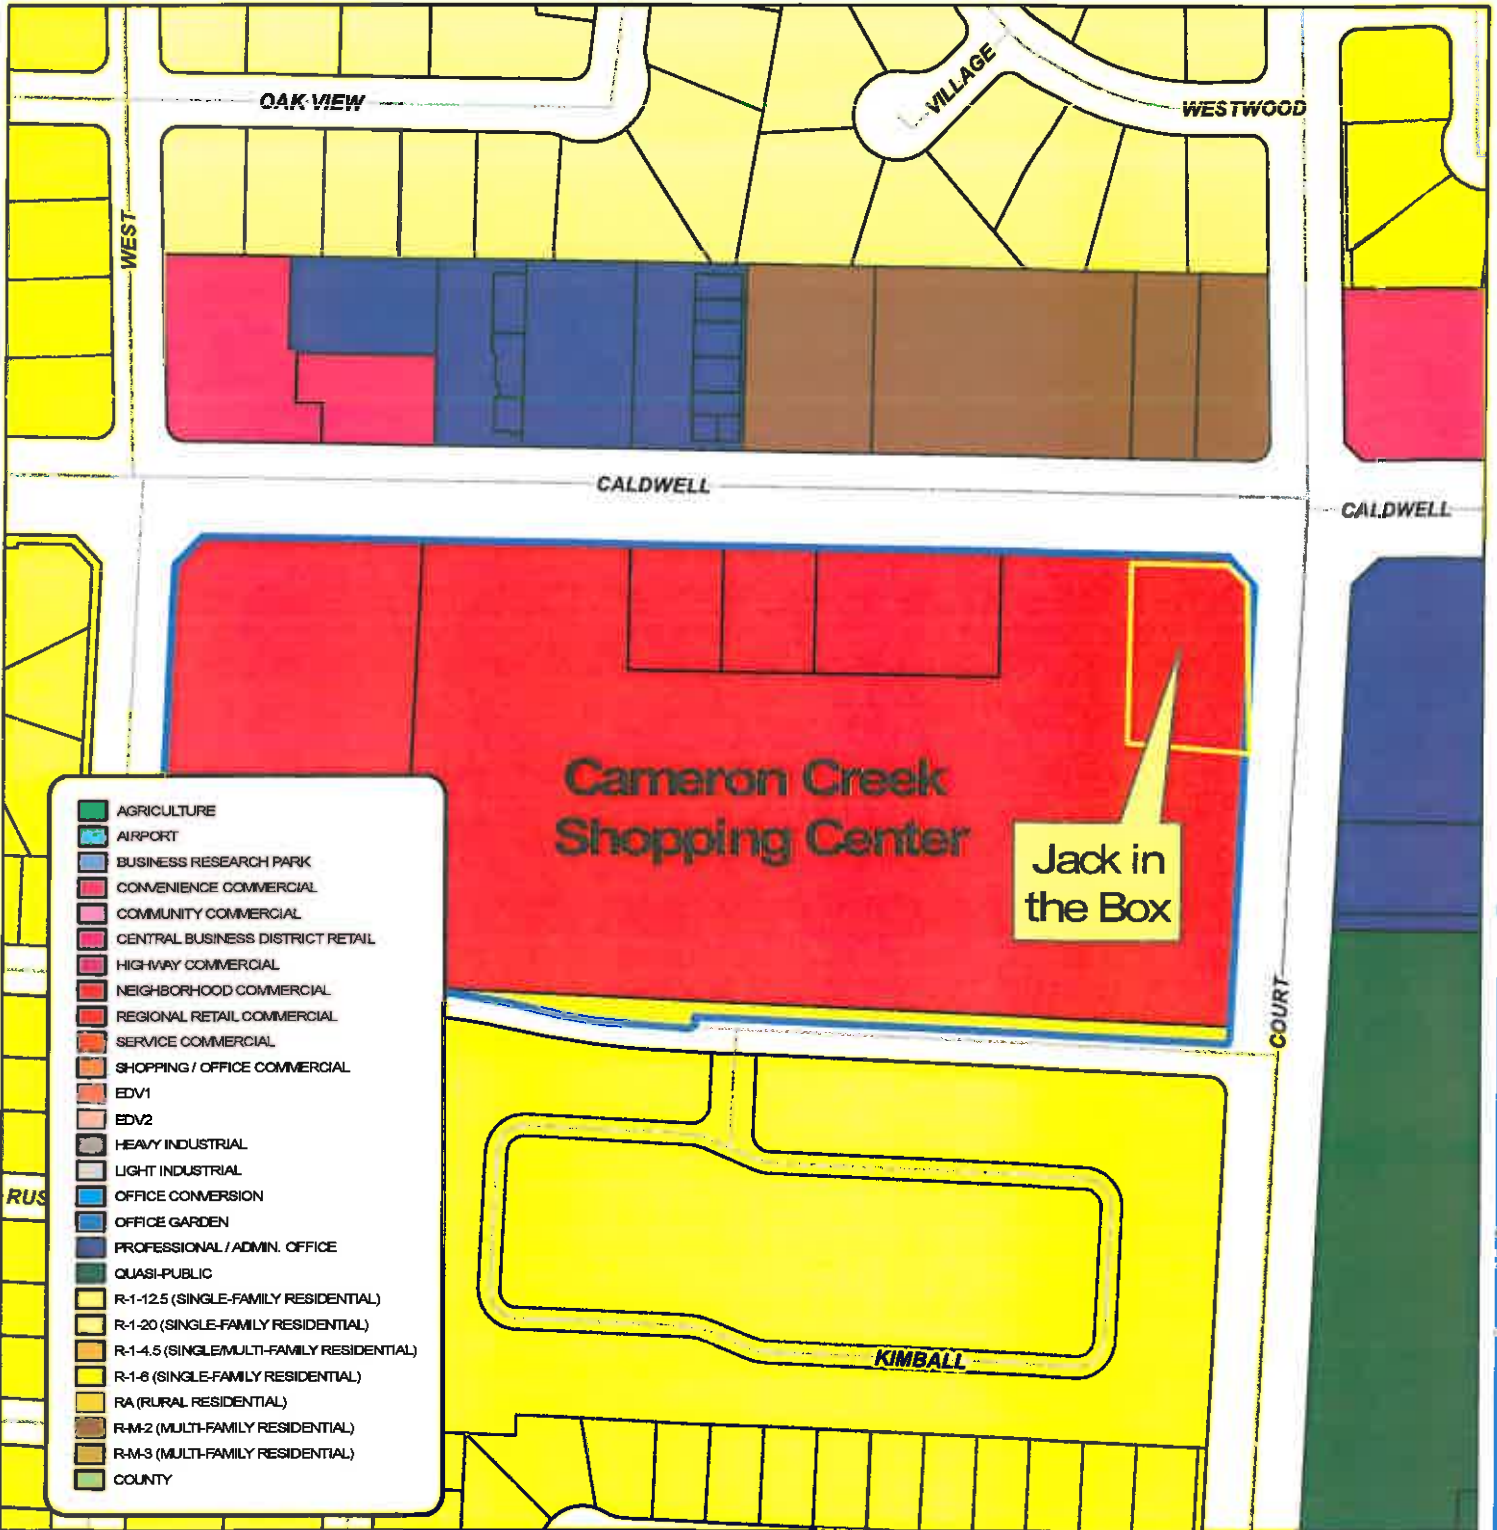 OAK VIEW
VILLAGE
WESTWOOD
WEST
CALDWELL
CALDWELL
Cameron Creek
Shopping Center
Jack in
the Box
COURT
AGRICULTURE
AIRPORT
BUSINESS RESEARCH PARK
CONVENIENCE COMMERCIAL
COMMUNITY COMMERCIAL
CENTRAL BUSINESS DISTRICT RETAIL
HIGHWAY COMMERCIAL
NEIGHBORHOOD COMMERCIAL
REGIONAL RETAIL COMMERCIAL
SERVICE COMMERCIAL
SHOPPING / OFFICE COMMERCIAL
EDV1
EDV2
HEAVY INDUSTRIAL
LIGHT INDUSTRIAL
OFFICE CONVERSION
OFFICE GARDEN
PROFESSIONAL / ADMIN. OFFICE
QUASI-PUBLIC
R-1-12.5 (SINGLE-FAMILY RESIDENTIAL)
R-1-20 (SINGLE-FAMILY RESIDENTIAL)
R-1-4.5 (SINGLE/MULTI-FAMILY RESIDENTIAL)
R-1-6 (SINGLE-FAMILY RESIDENTIAL)
RA (RURAL RESIDENTIAL)
R-M-2 (MULTI-FAMILY RESIDENTIAL)
R-M-3 (MULTI-FAMILY RESIDENTIAL)
COUNTY
RUS
KIMBALL